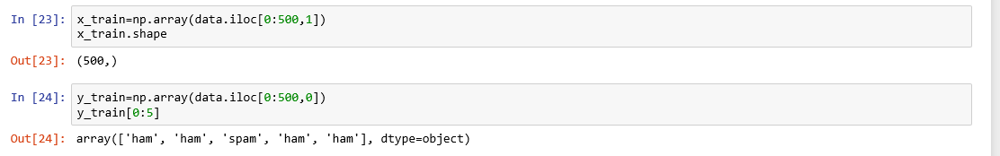 In [23]: x_train=np.array(data.iloc[0:500,1])
x_train.shape
Out[23]: (500,)
In [24]: y_train=np.array(data.iloc[0:500,0])
y_train[0:5]
Out[24]: array(['ham', 'ham', 'spam', 'ham', 'ham'], dtype=object)